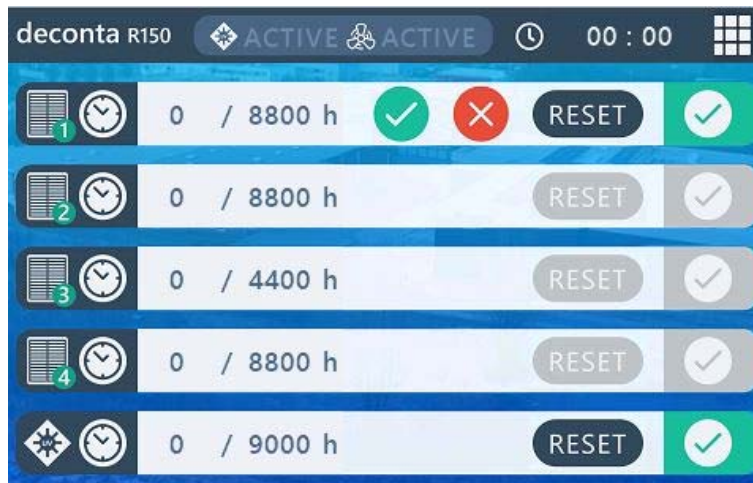 deconta R150 ACTIVE ACTIVE 00 : 00
1 0 / 8800 h RESET
2 0 / 8800 h RESET
3 0 / 4400 h RESET
4 0 / 8800 h RESET
UV 0 / 9000 h RESET